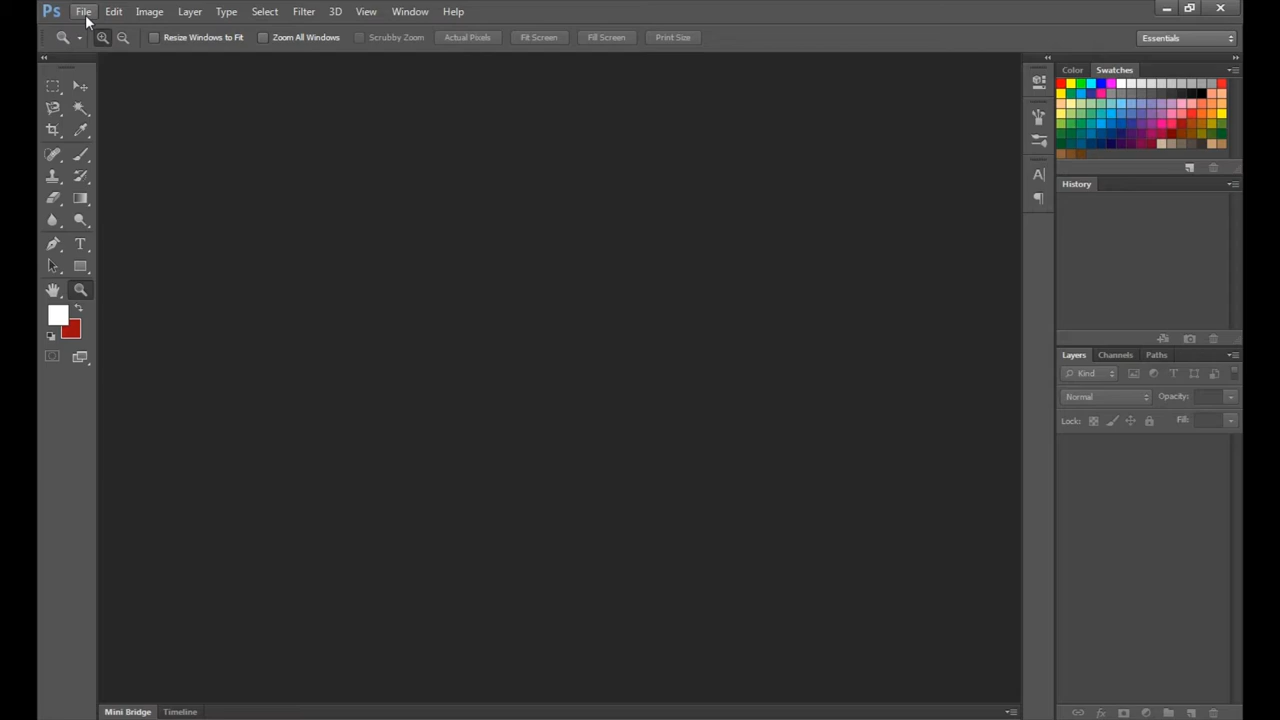 Ps File Edit Image Layer Type Select Filter 3D View Window Help
Resize Windows to Fit Zoom All Windows Scrubby Zoom Actual Pixels Fit Screen Fill Screen Print Size Essentials
Color Swatches
History
Layers Channels Paths
Kind
Normal Opacity:
Lock: Fill:
Mini Bridge Timeline